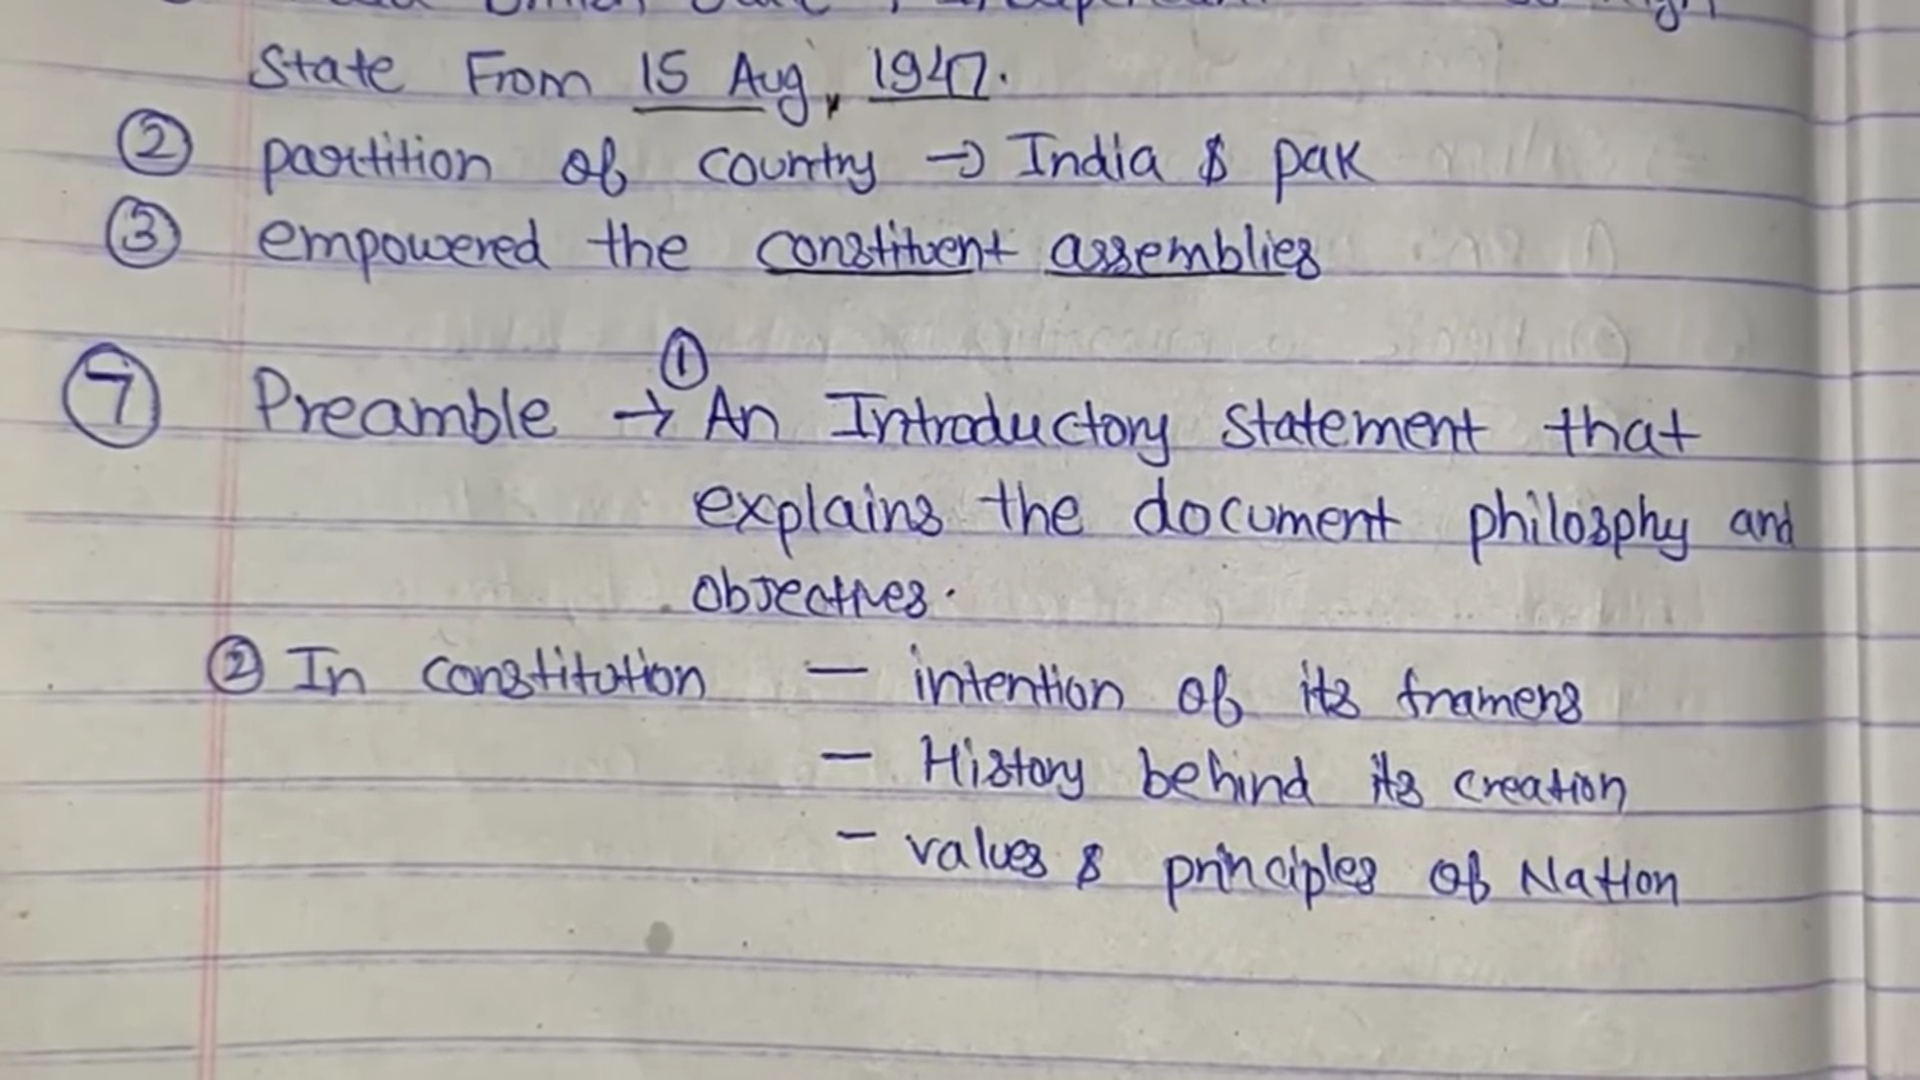 State From 15 Aug, 1947.
② partition of country → India & pak
③ empowered the constituent assemblies
⑦ Preamble → ① An Introductory statement that
explains the document philosphy and
objectives.
② In constitution — intention of its framers
— History behind its creation
— values & principles of Nation